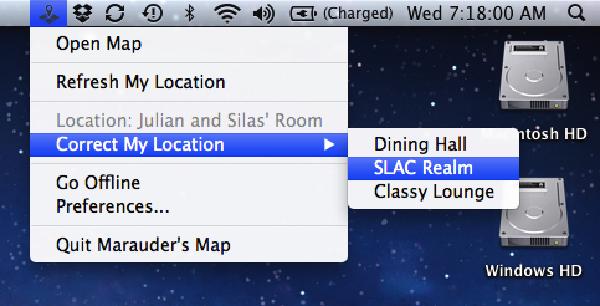 (Charged) Wed 7:18:00 AM
Open Map
Refresh My Location
Location: Julian and Silas' Room
Correct My Location
Dining Hall
SLAC Realm
Classy Lounge
Go Offline
Preferences...
Quit Marauder's Map
HD
Windows HD